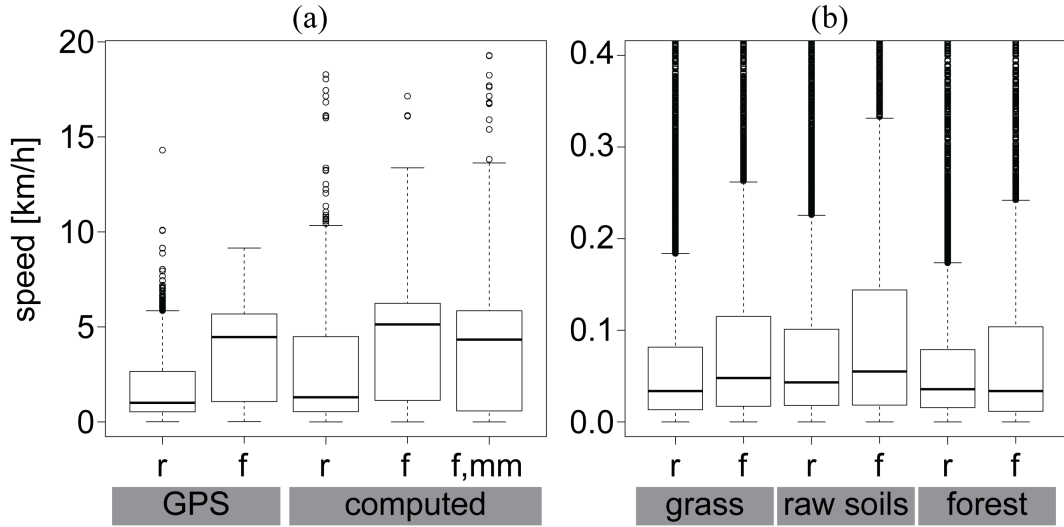 (a)
(b)
speed [km/h]
20
15
10
5
0
r f r f f,mm
GPS computed
0.4
0.3
0.2
0.1
0.0
r f r f r f
grass raw soils forest